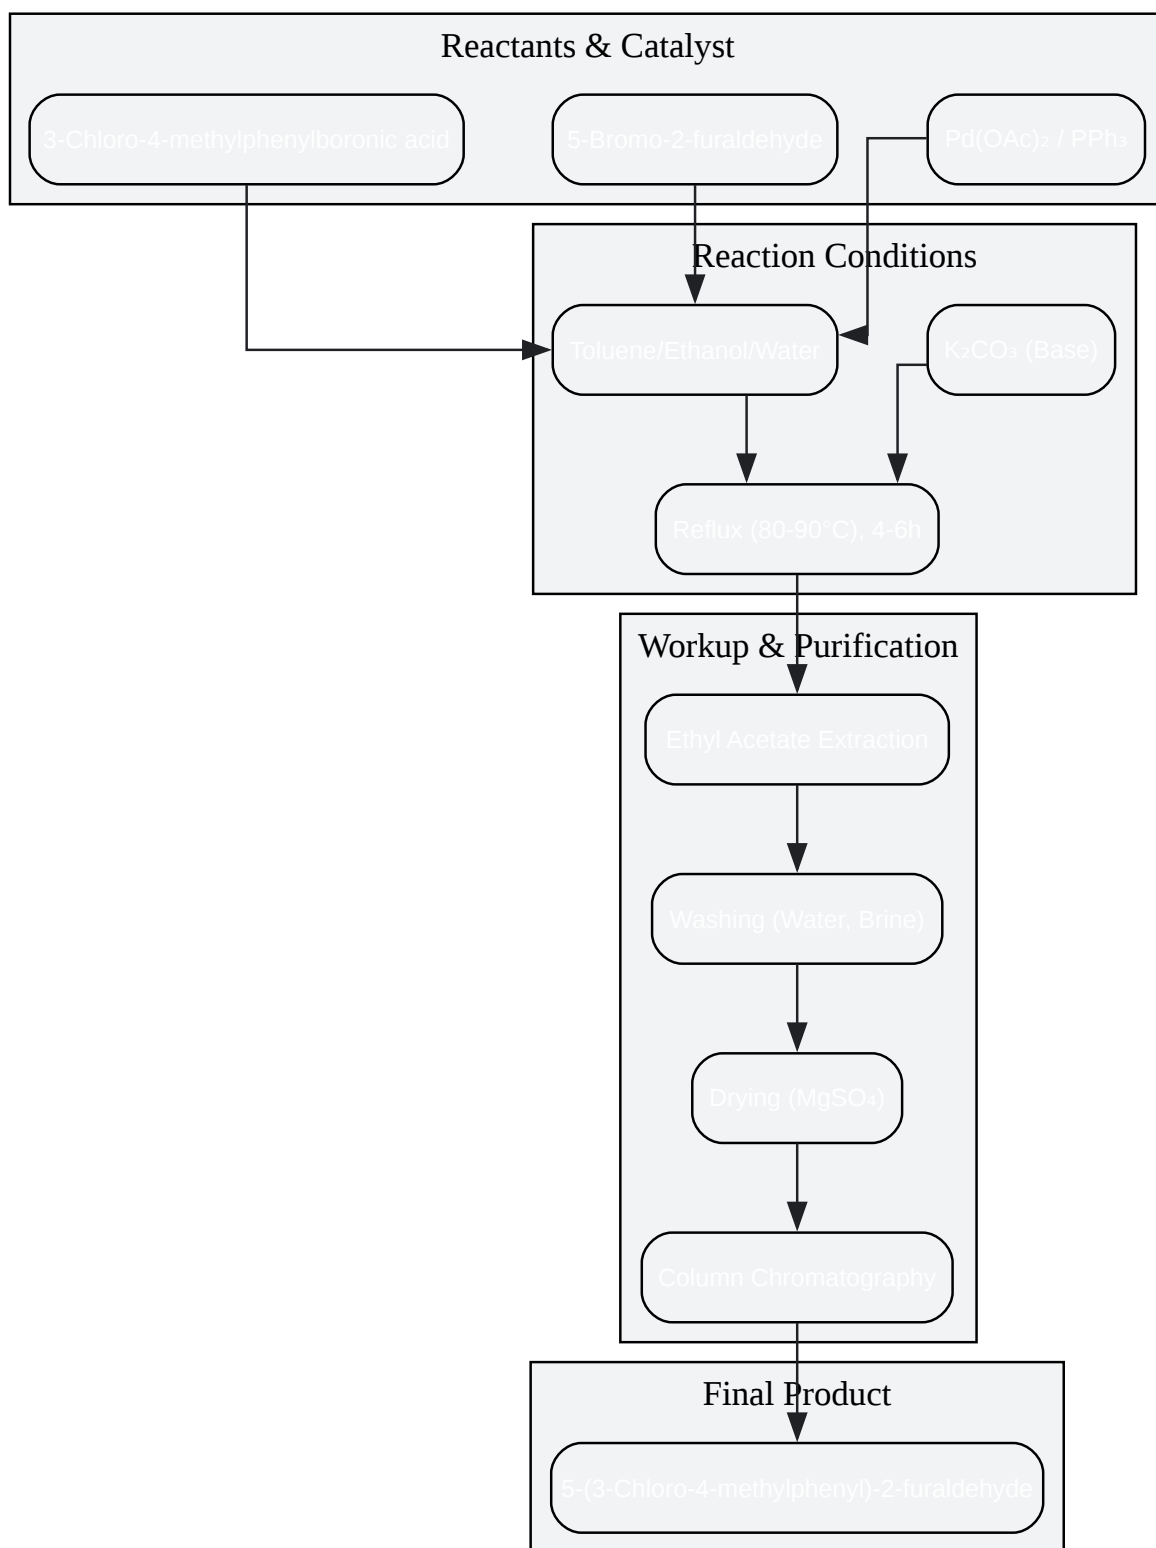 Reactants & Catalyst
3-Chloro-4-methylphenylboronic acid
5-Bromo-2-furaldehyde
Pd(OAc)₂ / PPh₃
Reaction Conditions
Toluene/Ethanol/Water
K₂CO₃ (Base)
Reflux (80-90°C), 4-6h
Workup & Purification
Ethyl Acetate Extraction
Washing (Water, Brine)
Drying (MgSO₄)
Column Chromatography
Final Product
5-(3-Chloro-4-methylphenyl)-2-furaldehyde